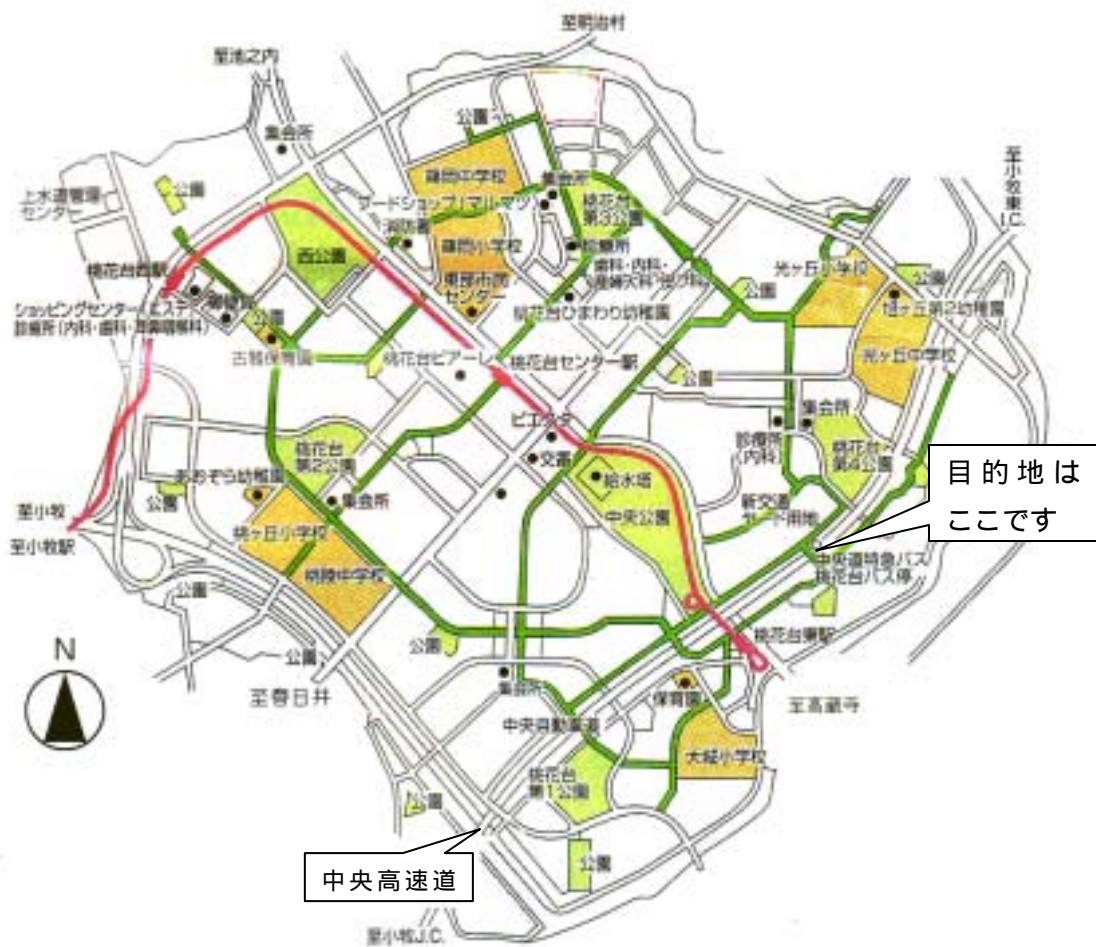 至明治村
至池之内
集会所
公園
上水道管理
センター
公園
篠岡中学校
集会所
サードショップ(マルマツ)
消防署
桃花台
第3公園
至小牧東
I.C.
西公園
篠岡小学校
診療所
東部市民
センター
桃花台西駅
光ヶ丘小学校
公園
公園
桃花台ひまわり幼稚園
ショッピングセンター
公園
古雅保育園
桃花台ピアーレ
桃花台センター駅
光ヶ丘中学校
公園
ピエスタ
集会所
診療所
(内科)
桃花台
第4公園
桃花台
第2公園
交番
給水塔
目的地は
ここです
あおぞら幼稚園
集会所
公園
中央公園
新交通
至小牧
至小牧駅
桃ヶ丘小学校
桃陵中学校
中央道特急バス
桃花台バス停
公園
桃花台東駅
N
公園
公園
至春日井
集会所
保育園
至高蔵寺
中央自動車道
大城小学校
桃花台
第1公園
公園
中央高速道
公園
至小牧J.C.